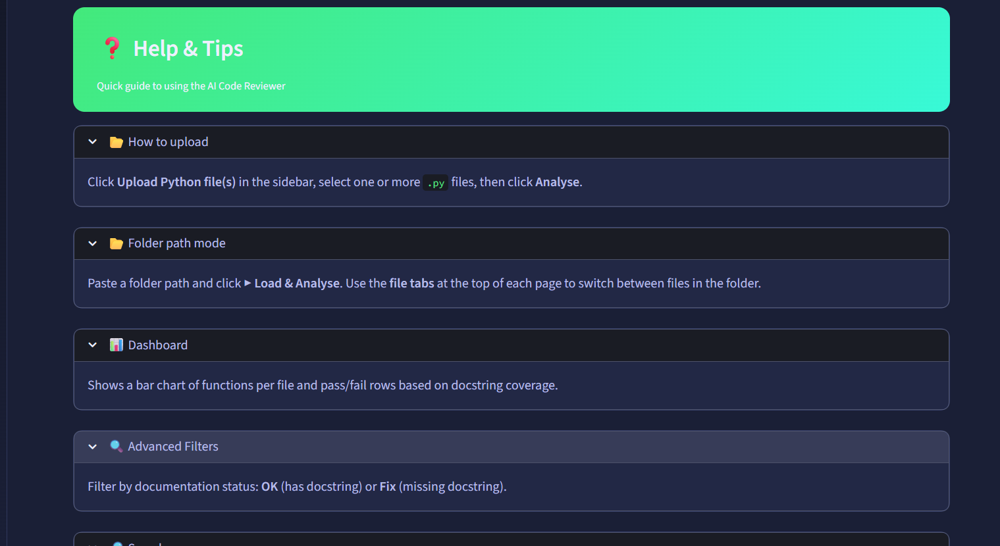 Help & Tips
Quick guide to using the AI Code Reviewer
How to upload
Click Upload Python file(s) in the sidebar, select one or more .py files, then click Analyse.
Folder path mode
Paste a folder path and click ▶ Load & Analyse. Use the file tabs at the top of each page to switch between files in the folder.
Dashboard
Shows a bar chart of functions per file and pass/fail rows based on docstring coverage.
Advanced Filters
Filter by documentation status: OK (has docstring) or Fix (missing docstring).